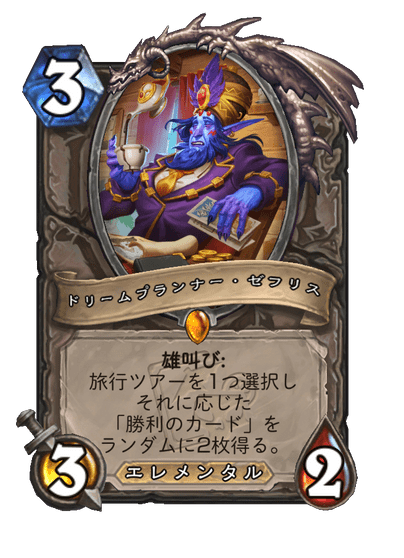 3
ドリームプランナー・ゼフリス
雄叫び:
旅行ツアーを1つ選択し
それに応じた
「勝利のカード」を
ランダムに2枚得る。
3
エレメンタル
2